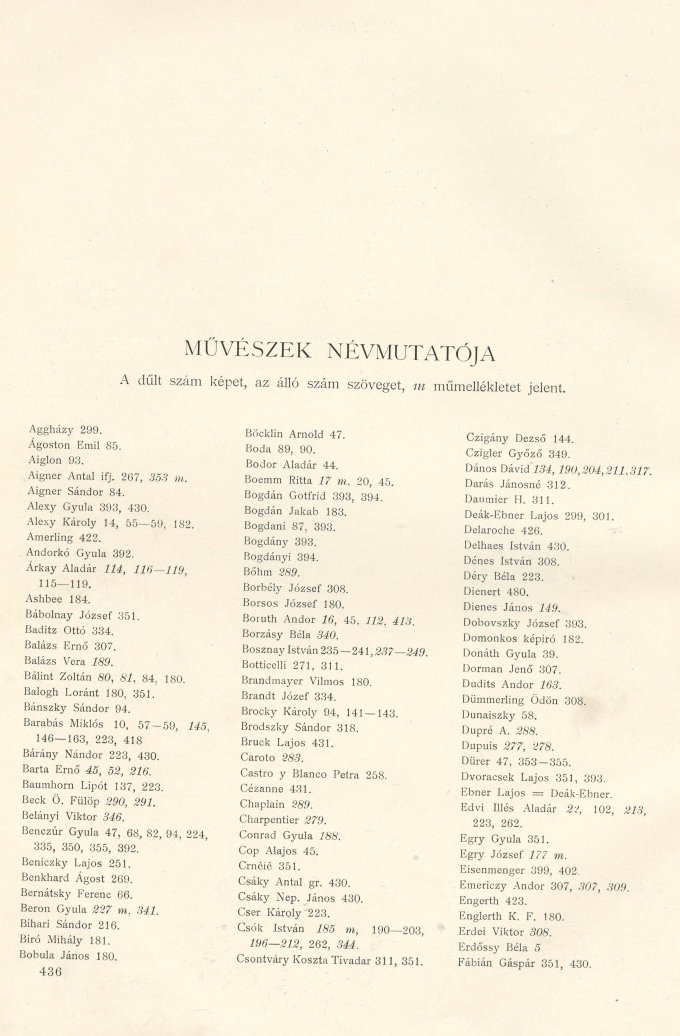 MŰVÉSZEK NÉVMUTATÓJA
A dűlt szám képet, az álló szám szöveget, m műmellékletet jelent.
Aggházy 299.
Ágoston Emil 85.
Aiglon 93.
Aigner Antal ifj. 267, 353 m.
Aigner Sándor 84.
Alexy Gyula 393, 430.
Alexy Károly 14, 55—59, 182.
Amerling 422.
Andorkó Gyula 392.
Árkay Aladár 114, 116—119,
115—119.
Ashbee 184.
Bábolnay József 351.
Baditz Ottó 334.
Balázs Ernő 307.
Balázs Vera 189.
Bálint Zoltán 80, 81, 84, 180.
Balogh Loránt 180, 351.
Bánszky Sándor 94.
Barabás Miklós 10, 57—59, 145,
146—163, 223, 418
Bárány Nándor 223, 430.
Barta Ernő 45, 52, 216.
Baumhorn Lipót 137, 223.
Beck Ö. Fülöp 290, 291.
Belányi Viktor 346.
Benczúr Gyula 47, 68, 82, 94, 224,
335, 350, 355, 392.
Beniczky Lajos 251.
Benkhard Ágost 269.
Bernátsky Ferenc 66.
Beron Gyula 227 m, 341.
Bihari Sándor 216.
Biró Mihály 181.
Bobula János 180.
436
Böcklin Arnold 47.
Boda 89, 90.
Bodor Aladár 44.
Boemm Ritta 17 m. 20, 45.
Bogdán Gotfrid 393, 394.
Bogdán Jakab 183.
Bogdani 87, 393.
Bogdány 393.
Bogdányi 394.
Bőhm 289.
Borbély József 308.
Borsos József 180.
Boruth Andor 16, 45, 112, 413.
Borzásy Béla 340.
Bosznay István 235—241, 237—249.
Botticelli 271, 311.
Brandmayer Vilmos 180.
Brandt Józef 334.
Brocky Károly 94, 141—143.
Brodszky Sándor 318.
Bruck Lajos 431.
Caroto 283.
Castro y Blanco Petra 258.
Cézanne 431.
Chaplain 289.
Charpentier 279.
Conrad Gyula 188.
Cop Alajos 45.
Crnčić 351.
Csáky Antal gr. 430.
Csáky Nep. János 430.
Cser Károly 223.
Csók István 185 m, 190—203,
196—212, 262, 344.
Csontváry Koszta Tivadar 311, 351.
Czigány Dezső 144.
Czigler Győző 349.
Dános Dávid 134, 190, 204, 211, 317.
Darás Jánosné 312.
Daumier H. 311.
Deák-Ebner Lajos 299, 301.
Delaroche 426.
Delhaes István 430.
Dénes István 308.
Déry Béla 223.
Dienert 480.
Dienes János 149.
Dobovszky József 393.
Domonkos képiró 182.
Donáth Gyula 39.
Dorman Jenő 307.
Dudits Andor 163.
Dümmerling Ödön 308.
Dunaiszky 58.
Dupré A. 288.
Dupuis 277, 278.
Dürer 47, 353—355.
Dvoracsek Lajos 351, 393.
Ebner Lajos = Deák-Ebner.
Edvi Illés Aladár 22, 102, 213,
223, 262.
Egry Gyula 351.
Egry József 177 m.
Eisenmenger 399, 402
Emericzy Andor 307, 307, 309.
Engerth 423.
Englerth K. F. 180.
Erdei Viktor 308.
Erdőssy Béla 5
Fábián Gáspár 351, 430.